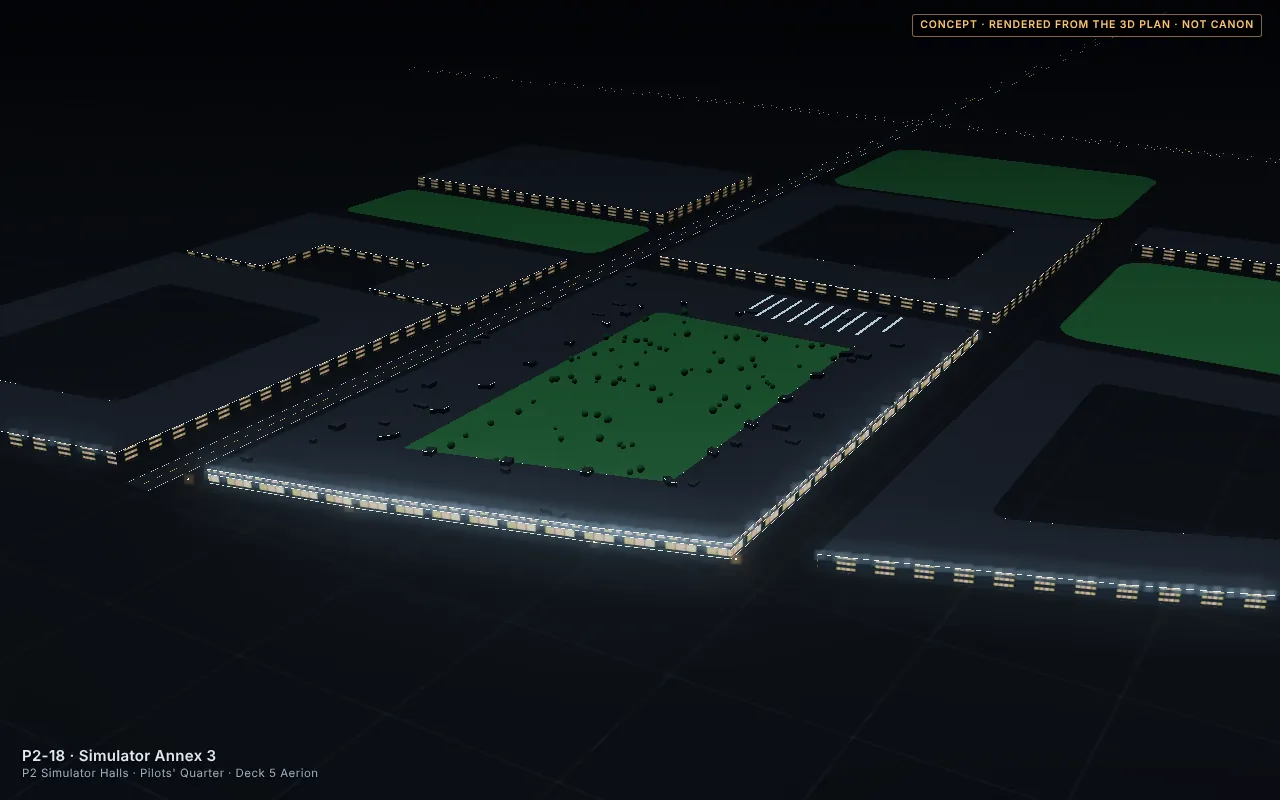 CONCEPT · RENDERED FROM THE 3D PLAN · NOT CANON
P2-18 · Simulator Annex 3
P2 Simulator Halls · Pilots' Quarter · Deck 5 Aerion